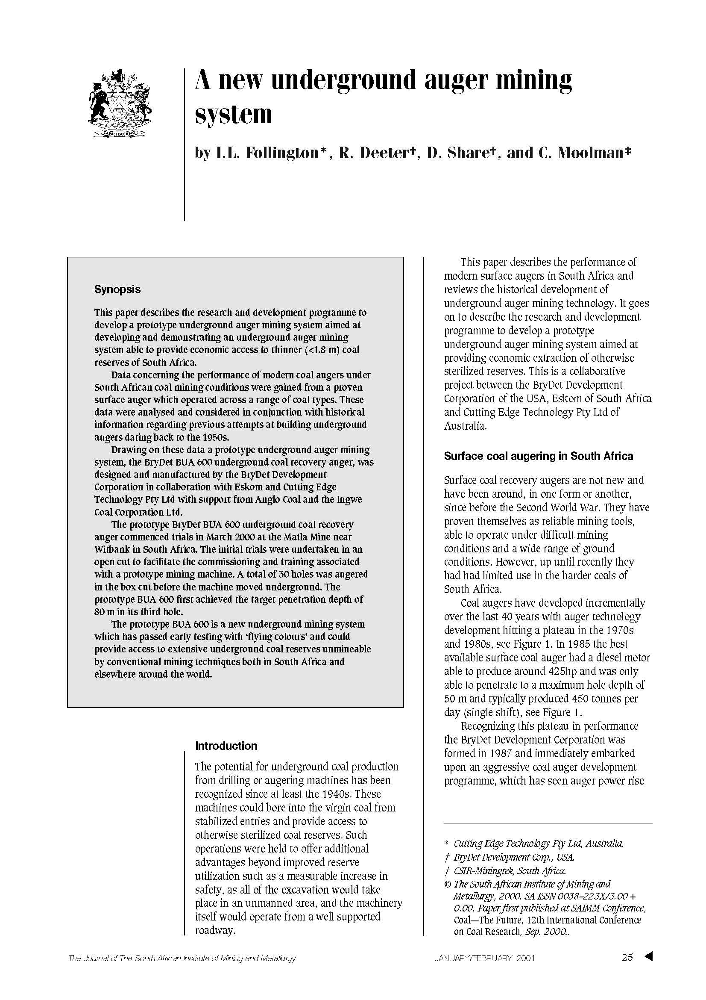 A new underground auger mining
system
by I.L. Follington*, R. Deeter†, D. Share†, and C. Moolman‡
CAPACI OCCASIO
Synopsis
This paper describes the research and development programme to
develop a prototype underground auger mining system aimed at
developing and demonstrating an underground auger mining
system able to provide economic access to thinner (<1.8 m) coal
reserves of South Africa.
Data concerning the performance of modern coal augers under
South African coal mining conditions were gained from a proven
surface auger which operated across a range of coal types. These
data were analysed and considered in conjunction with historical
information regarding previous attempts at building underground
augers dating back to the 1950s.
Drawing on these data a prototype underground auger mining
system, the BryDet BUA 600 underground coal recovery auger, was
designed and manufactured by the BryDet Development
Corporation in collaboration with Eskom and Cutting Edge
Technology Pty Ltd with support from Anglo Coal and the Ingwe
Coal Corporation Ltd.
The prototype BryDet BUA 600 underground coal recovery
auger commenced trials in March 2000 at the Matla Mine near
Witbank in South Africa. The initial trials were undertaken in an
open cut to facilitate the commissioning and training associated
with a prototype mining machine. A total of 30 holes was augered
in the box cut before the machine moved underground. The
prototype BUA 600 first achieved the target penetration depth of
80 m in its third hole.
The prototype BUA 600 is a new underground mining system
which has passed early testing with ‘flying colours’ and could
provide access to extensive underground coal reserves unmineable
by conventional mining techniques both in South Africa and
elsewhere around the world.
Introduction
The potential for underground coal production
from drilling or augering machines has been
recognized since at least the 1940s. These
machines could bore into the virgin coal from
stabilized entries and provide access to
otherwise sterilized coal reserves. Such
operations were held to offer additional
advantages beyond improved reserve
utilization such as a measurable increase in
safety, as all of the excavation would take
place in an unmanned area, and the machinery
itself would operate from a well supported
roadway.
This paper describes the performance of
modern surface augers in South Africa and
reviews the historical development of
underground auger mining technology. It goes
on to describe the research and development
programme to develop a prototype
underground auger mining system aimed at
providing economic extraction of otherwise
sterilized reserves. This is a collaborative
project between the BryDet Development
Corporation of the USA, Eskom of South Africa
and Cutting Edge Technology Pty Ltd of
Australia.
Surface coal augering in South Africa
Surface coal recovery augers are not new and
have been around, in one form or another,
since before the Second World War. They have
proven themselves as reliable mining tools,
able to operate under difficult mining
conditions and a wide range of ground
conditions. However, up until recently they
had had limited use in the harder coals of
South Africa.
Coal augers have developed incrementally
over the last 40 years with auger technology
development hitting a plateau in the 1970s
and 1980s, see Figure 1. In 1985 the best
available surface coal auger had a diesel motor
able to produce around 425hp and was only
able to penetrate to a maximum hole depth of
50 m and typically produced 450 tonnes per
day (single shift), see Figure 1.
Recognizing this plateau in performance
the BryDet Development Corporation was
formed in 1987 and immediately embarked
upon an aggressive coal auger development
programme, which has seen auger power rise
* Cutting Edge Technology Pty Ltd, Australia.
† BryDet Development Corp., USA.
‡ CSIR-Miningtek, South Africa.
© The South African Institute of Mining and
Metallurgy, 2000. SA ISSN 0038–223X/3.00 +
0.00. Paper first published at SAIMM Conference,
Coal—The Future, 12th International Conference
on Coal Research, Sep. 2000..
The Journal of The South African Institute of Mining and Metallurgy JANUARY/FEBRUARY 2001 25